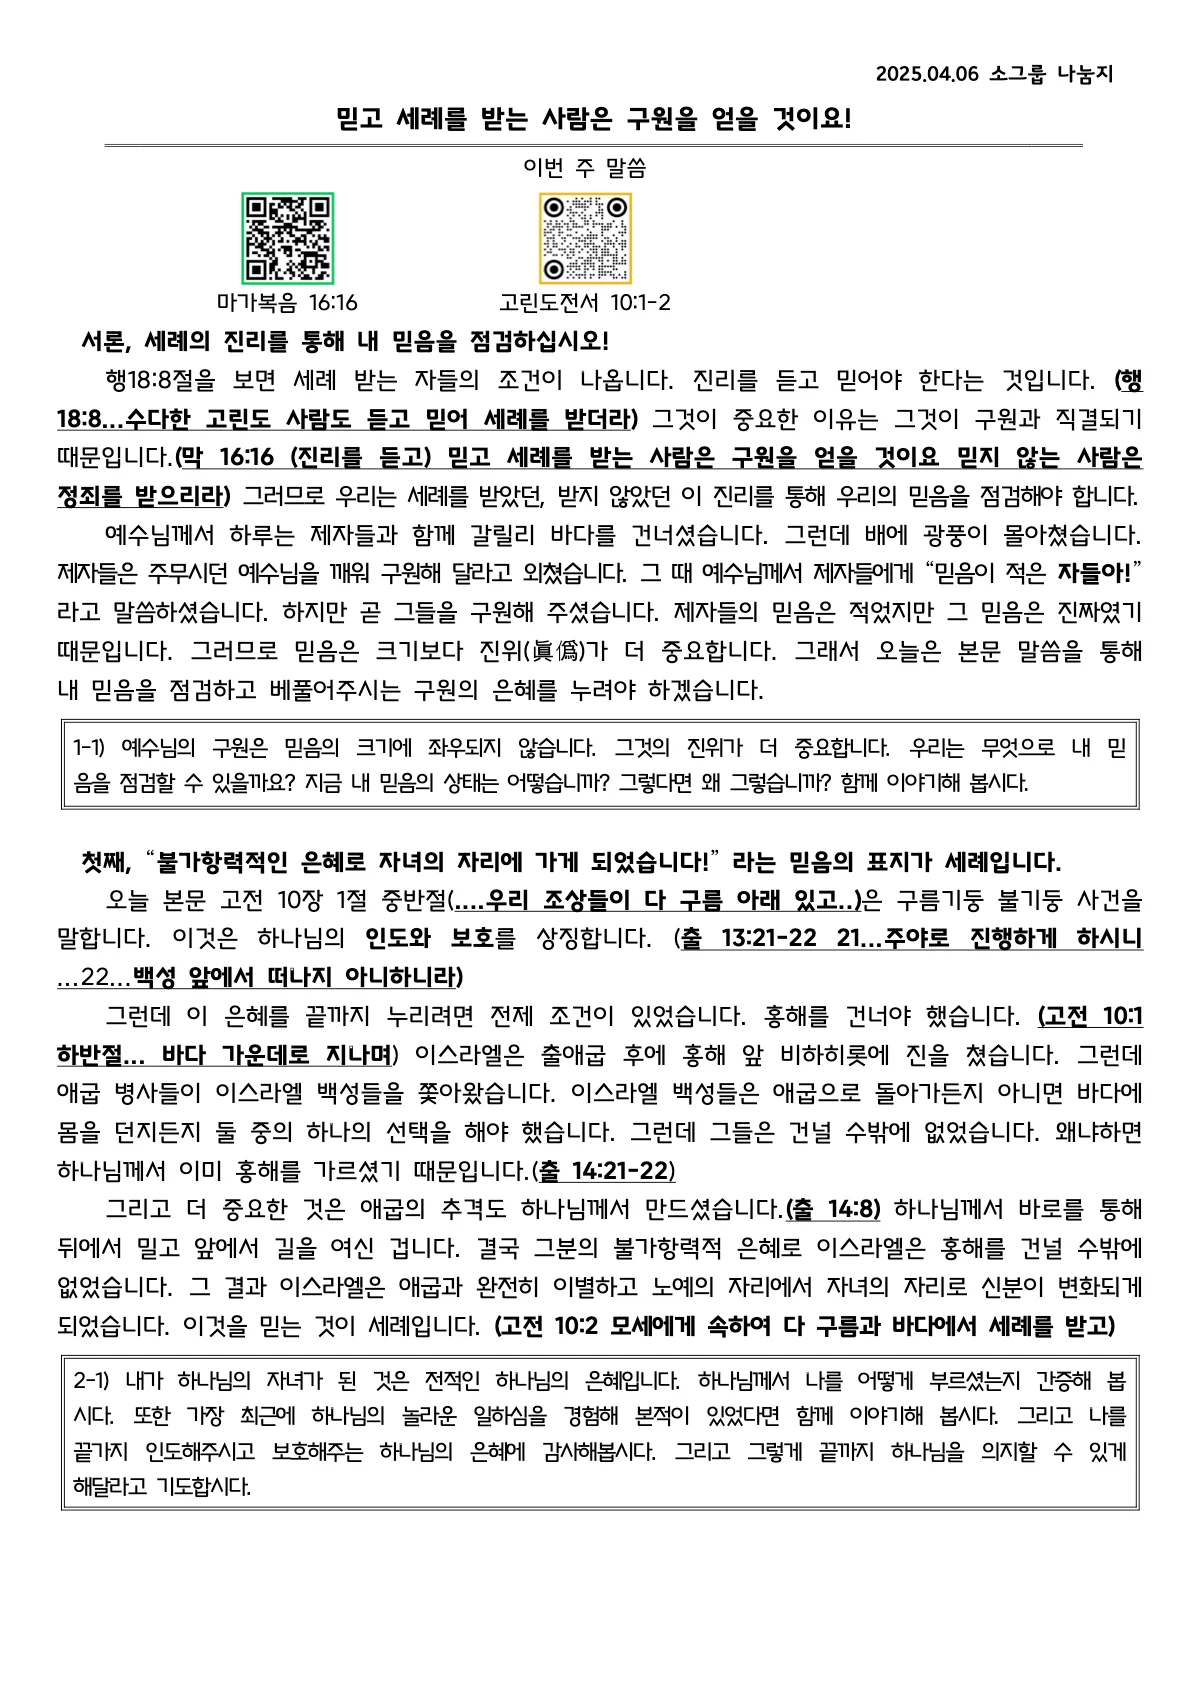 2025.04.06 소그룹 나눔지
믿고 세례를 받는 사람은 구원을 얻을 것이요!
이번 주 말씀
마가복음 16:16
고린도전서 10:1-2
서론, 세례의 진리를 통해 내 믿음을 점검하십시오!
행18:8절을 보면 세례 받는 자들의 조건이 나옵니다. 진리를 듣고 믿어야 한다는 것입니다. (행
18:8...수다한 고린도 사람도 듣고 믿어 세례를 받더라) 그것이 중요한 이유는 그것이 구원과 직결되기
때문입니다.(막 16:16 (진리를 듣고) 믿고 세례를 받는 사람은 구원을 얻을 것이요 믿지 않는 사람은
정죄를 받으리라) 그러므로 우리는 세례를 받았던, 받지 않았던 이 진리를 통해 우리의 믿음을 점검해야 합니다.
예수님께서 하루는 제자들과 함께 갈릴리 바다를 건너셨습니다. 그런데 배에 광풍이 몰아쳤습니다.
제자들은 주무시던 예수님을 깨워 구원해 달라고 외쳤습니다. 그 때 예수님께서 제자들에게 “믿음이 적은 자들아!”
라고 말씀하셨습니다. 하지만 곧 그들을 구원해 주셨습니다. 제자들의 믿음은 적었지만 그 믿음은 진짜였기
때문입니다. 그러므로 믿음은 크기보다 진위(眞僞)가 더 중요합니다. 그래서 오늘은 본문 말씀을 통해
내 믿음을 점검하고 베풀어주시는 구원의 은혜를 누려야 하겠습니다.
1-1) 예수님의 구원은 믿음의 크기에 좌우되지 않습니다. 그것의 진위가 더 중요합니다. 우리는 무엇으로 내 믿
음을 점검할 수 있을까요? 지금 내 믿음의 상태는 어떻습니까? 그렇다면 왜 그렇습니까? 함께 이야기해 봅시다.
첫째, “불가항력적인 은혜로 자녀의 자리에 가게 되었습니다!” 라는 믿음의 표지가 세례입니다.
오늘 본문 고전 10장 1절 중반절(....우리 조상들이 다 구름 아래 있고..)은 구름기둥 불기둥 사건을
말합니다. 이것은 하나님의 인도와 보호를 상징합니다. (출 13:21-22 21...주야로 진행하게 하시니
...22...백성 앞에서 떠나지 아니하니라)
그런데 이 은혜를 끝까지 누리려면 전제 조건이 있었습니다. 홍해를 건너야 했습니다. (고전 10:1
하반절... 바다 가운데로 지나며) 이스라엘은 출애굽 후에 홍해 앞 비하히롯에 진을 쳤습니다. 그런데
애굽 병사들이 이스라엘 백성들을 쫓아왔습니다. 이스라엘 백성들은 애굽으로 돌아가든지 아니면 바다에
몸을 던지든지 둘 중의 하나의 선택을 해야 했습니다. 그런데 그들은 건널 수밖에 없었습니다. 왜냐하면
하나님께서 이미 홍해를 가르셨기 때문입니다.(출 14:21-22)
그리고 더 중요한 것은 애굽의 추격도 하나님께서 만드셨습니다.(출 14:8) 하나님께서 바로를 통해
뒤에서 밀고 앞에서 길을 여신 겁니다. 결국 그분의 불가항력적 은혜로 이스라엘은 홍해를 건널 수밖에
없었습니다. 그 결과 이스라엘은 애굽과 완전히 이별하고 노예의 자리에서 자녀의 자리로 신분이 변화되게
되었습니다. 이것을 믿는 것이 세례입니다. (고전 10:2 모세에게 속하여 다 구름과 바다에서 세례를 받고)
2-1) 내가 하나님의 자녀가 된 것은 전적인 하나님의 은혜입니다. 하나님께서 나를 어떻게 부르셨는지 간증해 봅
시다. 또한 가장 최근에 하나님의 놀라운 일하심을 경험해 본적이 있었다면 함께 이야기해 봅시다. 그리고 나를
끝가지 인도해주시고 보호해주는 하나님의 은혜에 감사해봅시다. 그리고 그렇게 끝까지 하나님을 의지할 수 있게
해달라고 기도합시다.